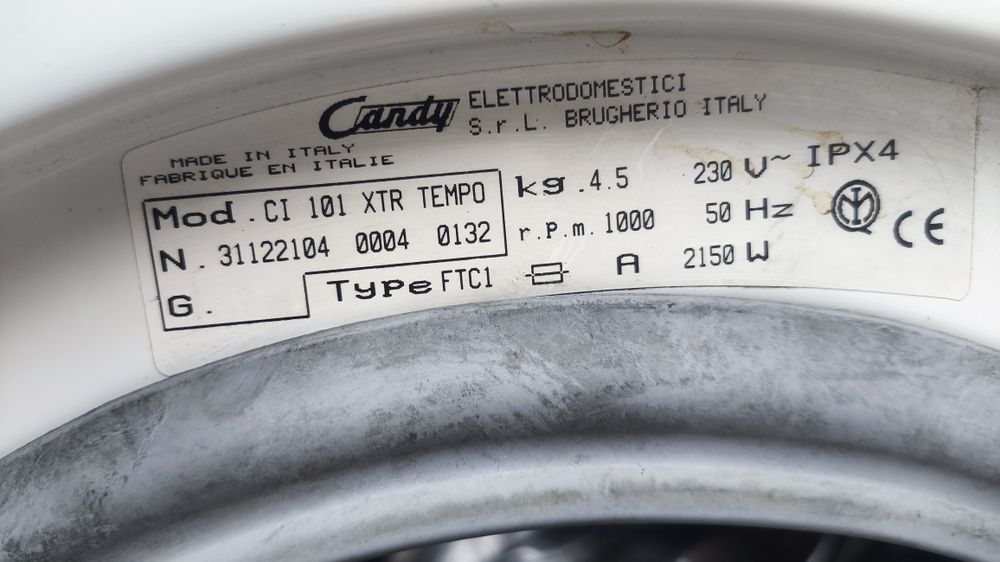 Candy ELETTRODOMESTICI
S.r.L. BRUGHERIO ITALY
MADE IN ITALY
FABRIQUE EN ITALIE
Mod. CI 101 XTR TEMPO
N. 31122104 0004 0132
G.
Type FTC1
kg. 4.5 230 V~ IPX4
r.p.m. 1000 50 Hz
A 2150 W
CE